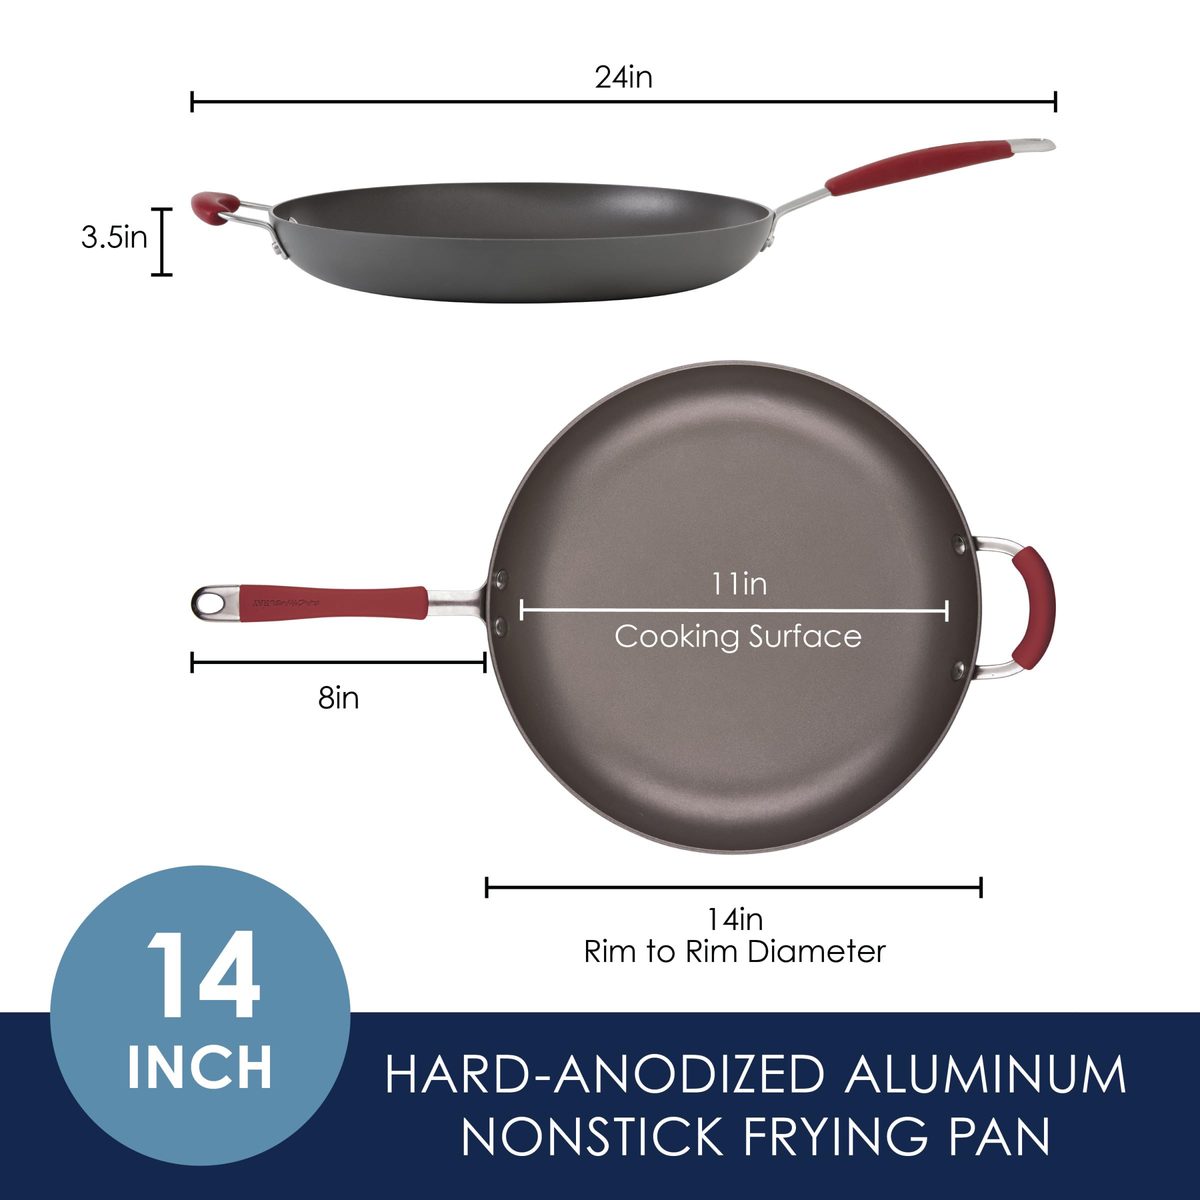 24in
3.5in
11in
Cooking Surface
8in
14in
Rim to Rim Diameter
14
INCH
HARD-ANODIZED ALUMINUM
NONSTICK FRYING PAN